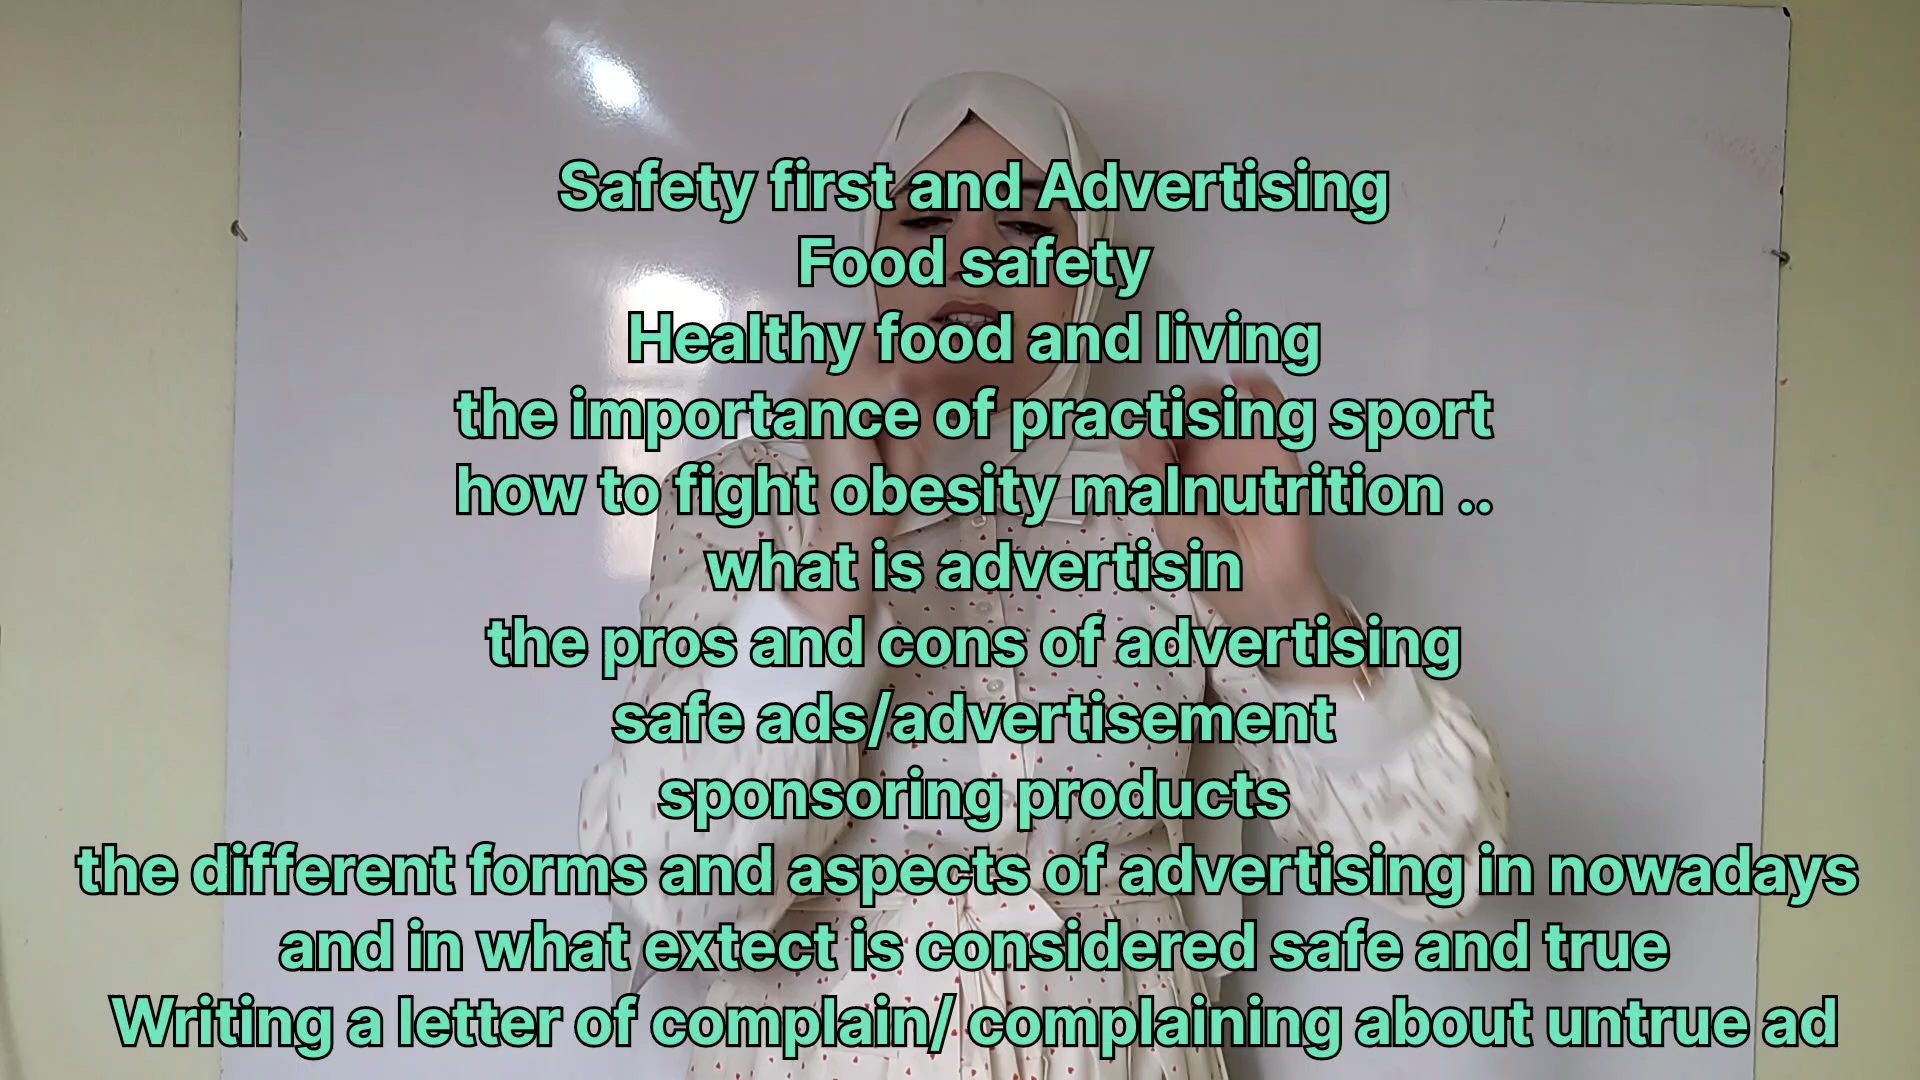 Safety first and Advertising
Food safety
Healthy food and living
the importance of practising sport
how to fight obesity malnutrition ..
what is advertisin
the pros and cons of advertising
safe ads/advertisement
sponsoring products
the different forms and aspects of advertising in nowadays
and in what extect is considered safe and true
Writing a letter of complain/ complaining about untrue ad